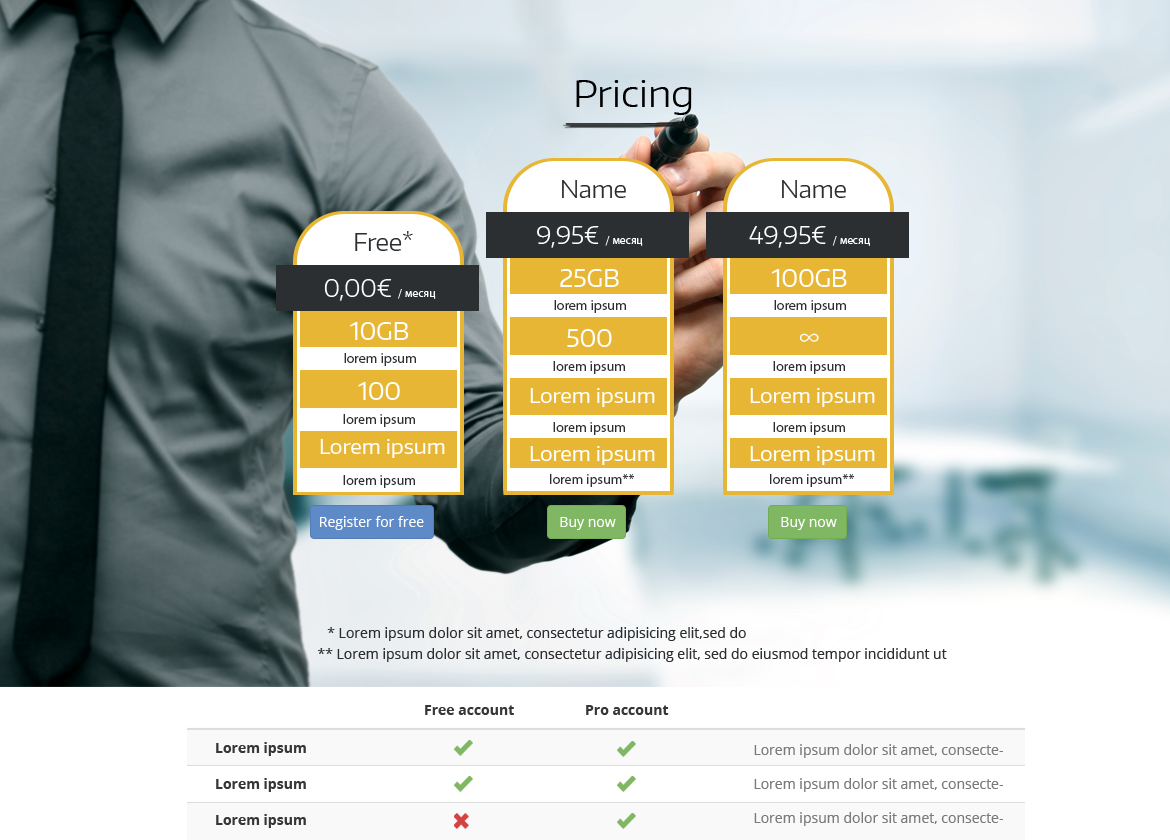 Pricing
Free*
0,00€ / месяц
10GB
lorem ipsum
100
lorem ipsum
Lorem ipsum
lorem ipsum
Register for free
Name
9,95€ / месяц
25GB
lorem ipsum
500
lorem ipsum
Lorem ipsum
lorem ipsum
Lorem ipsum
lorem ipsum**
Buy now
Name
49,95€ / месяц
100GB
lorem ipsum
∞
lorem ipsum
Lorem ipsum
lorem ipsum
Lorem ipsum
lorem ipsum**
Buy now
* Lorem ipsum dolor sit amet, consectetur adipisicing elit,sed do
** Lorem ipsum dolor sit amet, consectetur adipisicing elit, sed do eiusmod tempor incididunt ut
Free account Pro account
Lorem ipsum Lorem ipsum dolor sit amet, consecte-
Lorem ipsum Lorem ipsum dolor sit amet, consecte-
Lorem ipsum Lorem ipsum dolor sit amet, consecte-